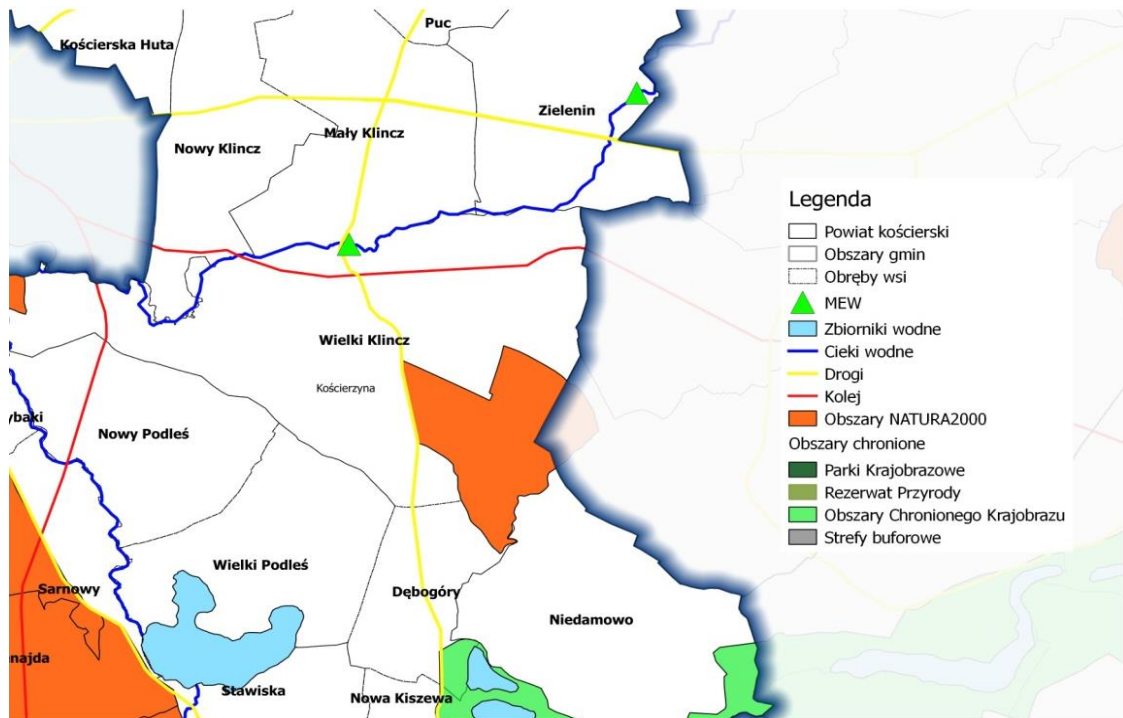 Puc
Kościerska Huta
Zielenin
Mały Klincz
Nowy Klincz
Wielki Klincz
Kościerzyna
ybaki
Nowy Podleś
Wielki Podleś
Sarnowy
Dębogóry
Niedamowo
najda
Stawiska
Nowa Kiszewa
Legenda
Powiat kościerski
Obszary gmin
Obręby wsi
MEW
Zbiorniki wodne
Cieki wodne
Drogi
Kolej
Obszary NATURA2000
Obszary chronione
Parki Krajobrazowe
Rezerwat Przyrody
Obszary Chronionego Krajobrazu
Strefy buforowe